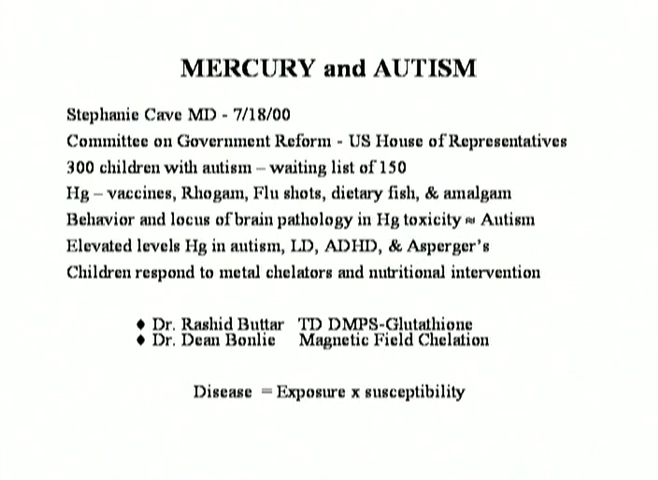 MERCURY and AUTISM
Stephanie Cave MD - 7/18/00
Committee on Government Reform - US House of Representatives
300 children with autism – waiting list of 150
Hg – vaccines, Rhogam, Flu shots, dietary fish, & amalgam
Behavior and locus of brain pathology in Hg toxicity ≈ Autism
Elevated levels Hg in autism, LD, ADHD, & Asperger's
Children respond to metal chelators and nutritional intervention
♦ Dr. Rashid Buttar TD DMPS-Glutathione
♦ Dr. Dean Bonlie Magnetic Field Chelation
Disease = Exposure x susceptibility